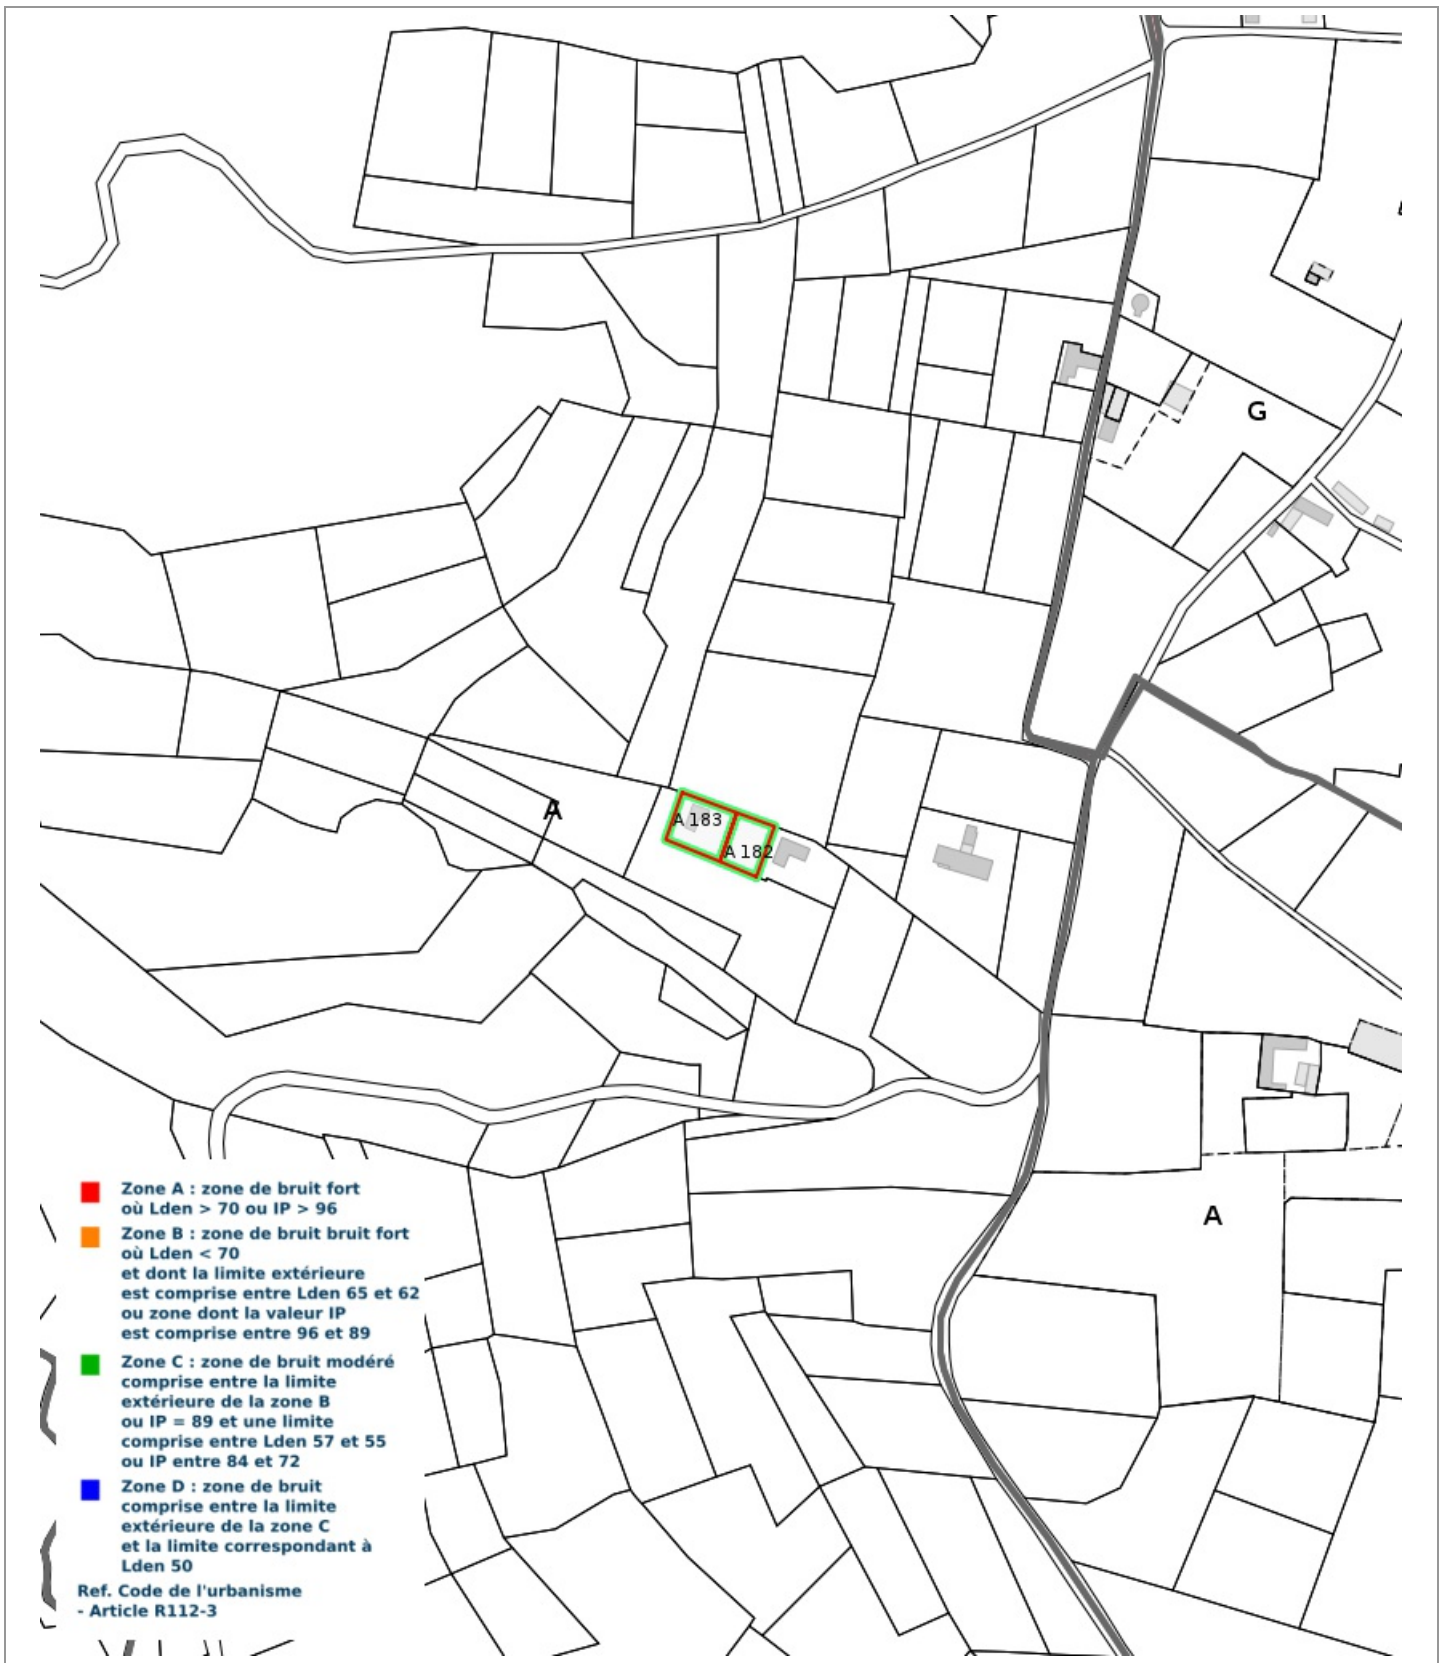 G
A
A 183
A 182
A
Zone A : zone de bruit fort
où Lden > 70 ou IP > 96
Zone B : zone de bruit bruit fort
où Lden < 70
et dont la limite extérieure
est comprise entre Lden 65 et 62
ou zone dont la valeur IP
est comprise entre 96 et 89
Zone C : zone de bruit modéré
comprise entre la limite
extérieure de la zone B
ou IP = 89 et une limite
comprise entre Lden 57 et 55
ou IP entre 84 et 72
Zone D : zone de bruit
comprise entre la limite
extérieure de la zone C
et la limite correspondant à
Lden 50
Ref. Code de l'urbanisme
- Article R112-3